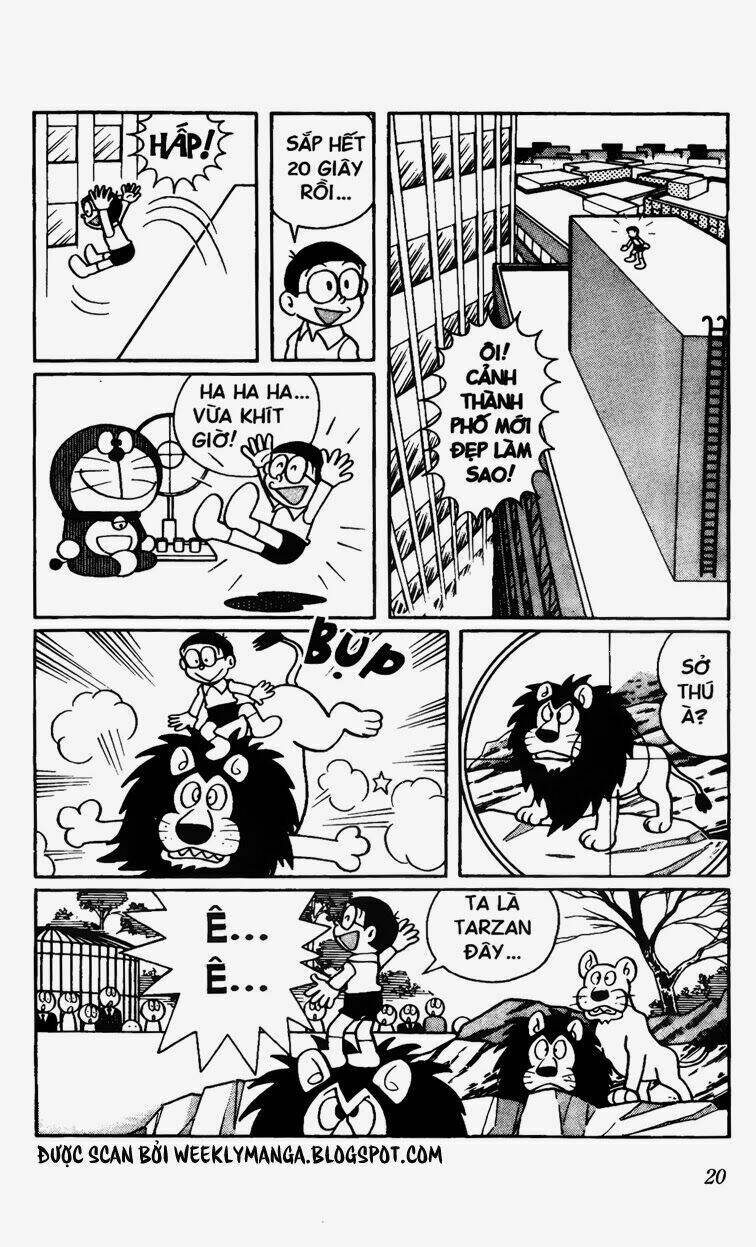 ÔI!
CẢNH
THÀNH
PHỐ MỚI
ĐẸP LÀM
SAO!
SẮP HẾT
20 GIÂY
RỒI...
HẤP!
HA HA HA...
VỪA KHÍT
GIỜ!
SỞ
THÚ
À?
BỤP
TA LÀ
TARZAN
ĐÂY...
Ê...
Ê...
ĐƯỢC SCAN BỞI WEEKLYMANGA.BLOGSPOT.COM
20